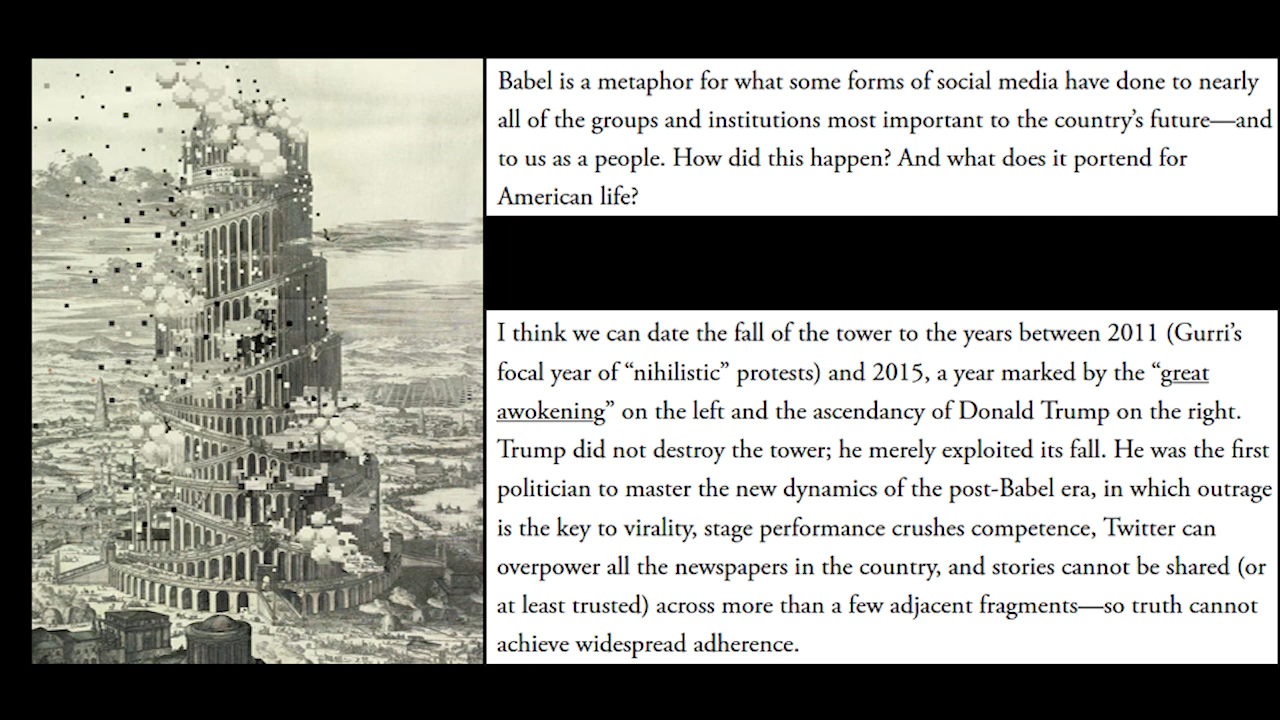 Babel is a metaphor for what some forms of social media have done to nearly
all of the groups and institutions most important to the country’s future—and
to us as a people. How did this happen? And what does it portend for
American life?
I think we can date the fall of the tower to the years between 2011 (Gurri’s
focal year of “nihilistic” protests) and 2015, a year marked by the “great
awokening” on the left and the ascendancy of Donald Trump on the right.
Trump did not destroy the tower; he merely exploited its fall. He was the first
politician to master the new dynamics of the post-Babel era, in which outrage
is the key to virality, stage performance crushes competence, Twitter can
overpower all the newspapers in the country, and stories cannot be shared (or
at least trusted) across more than a few adjacent fragments—so truth cannot
achieve widespread adherence.